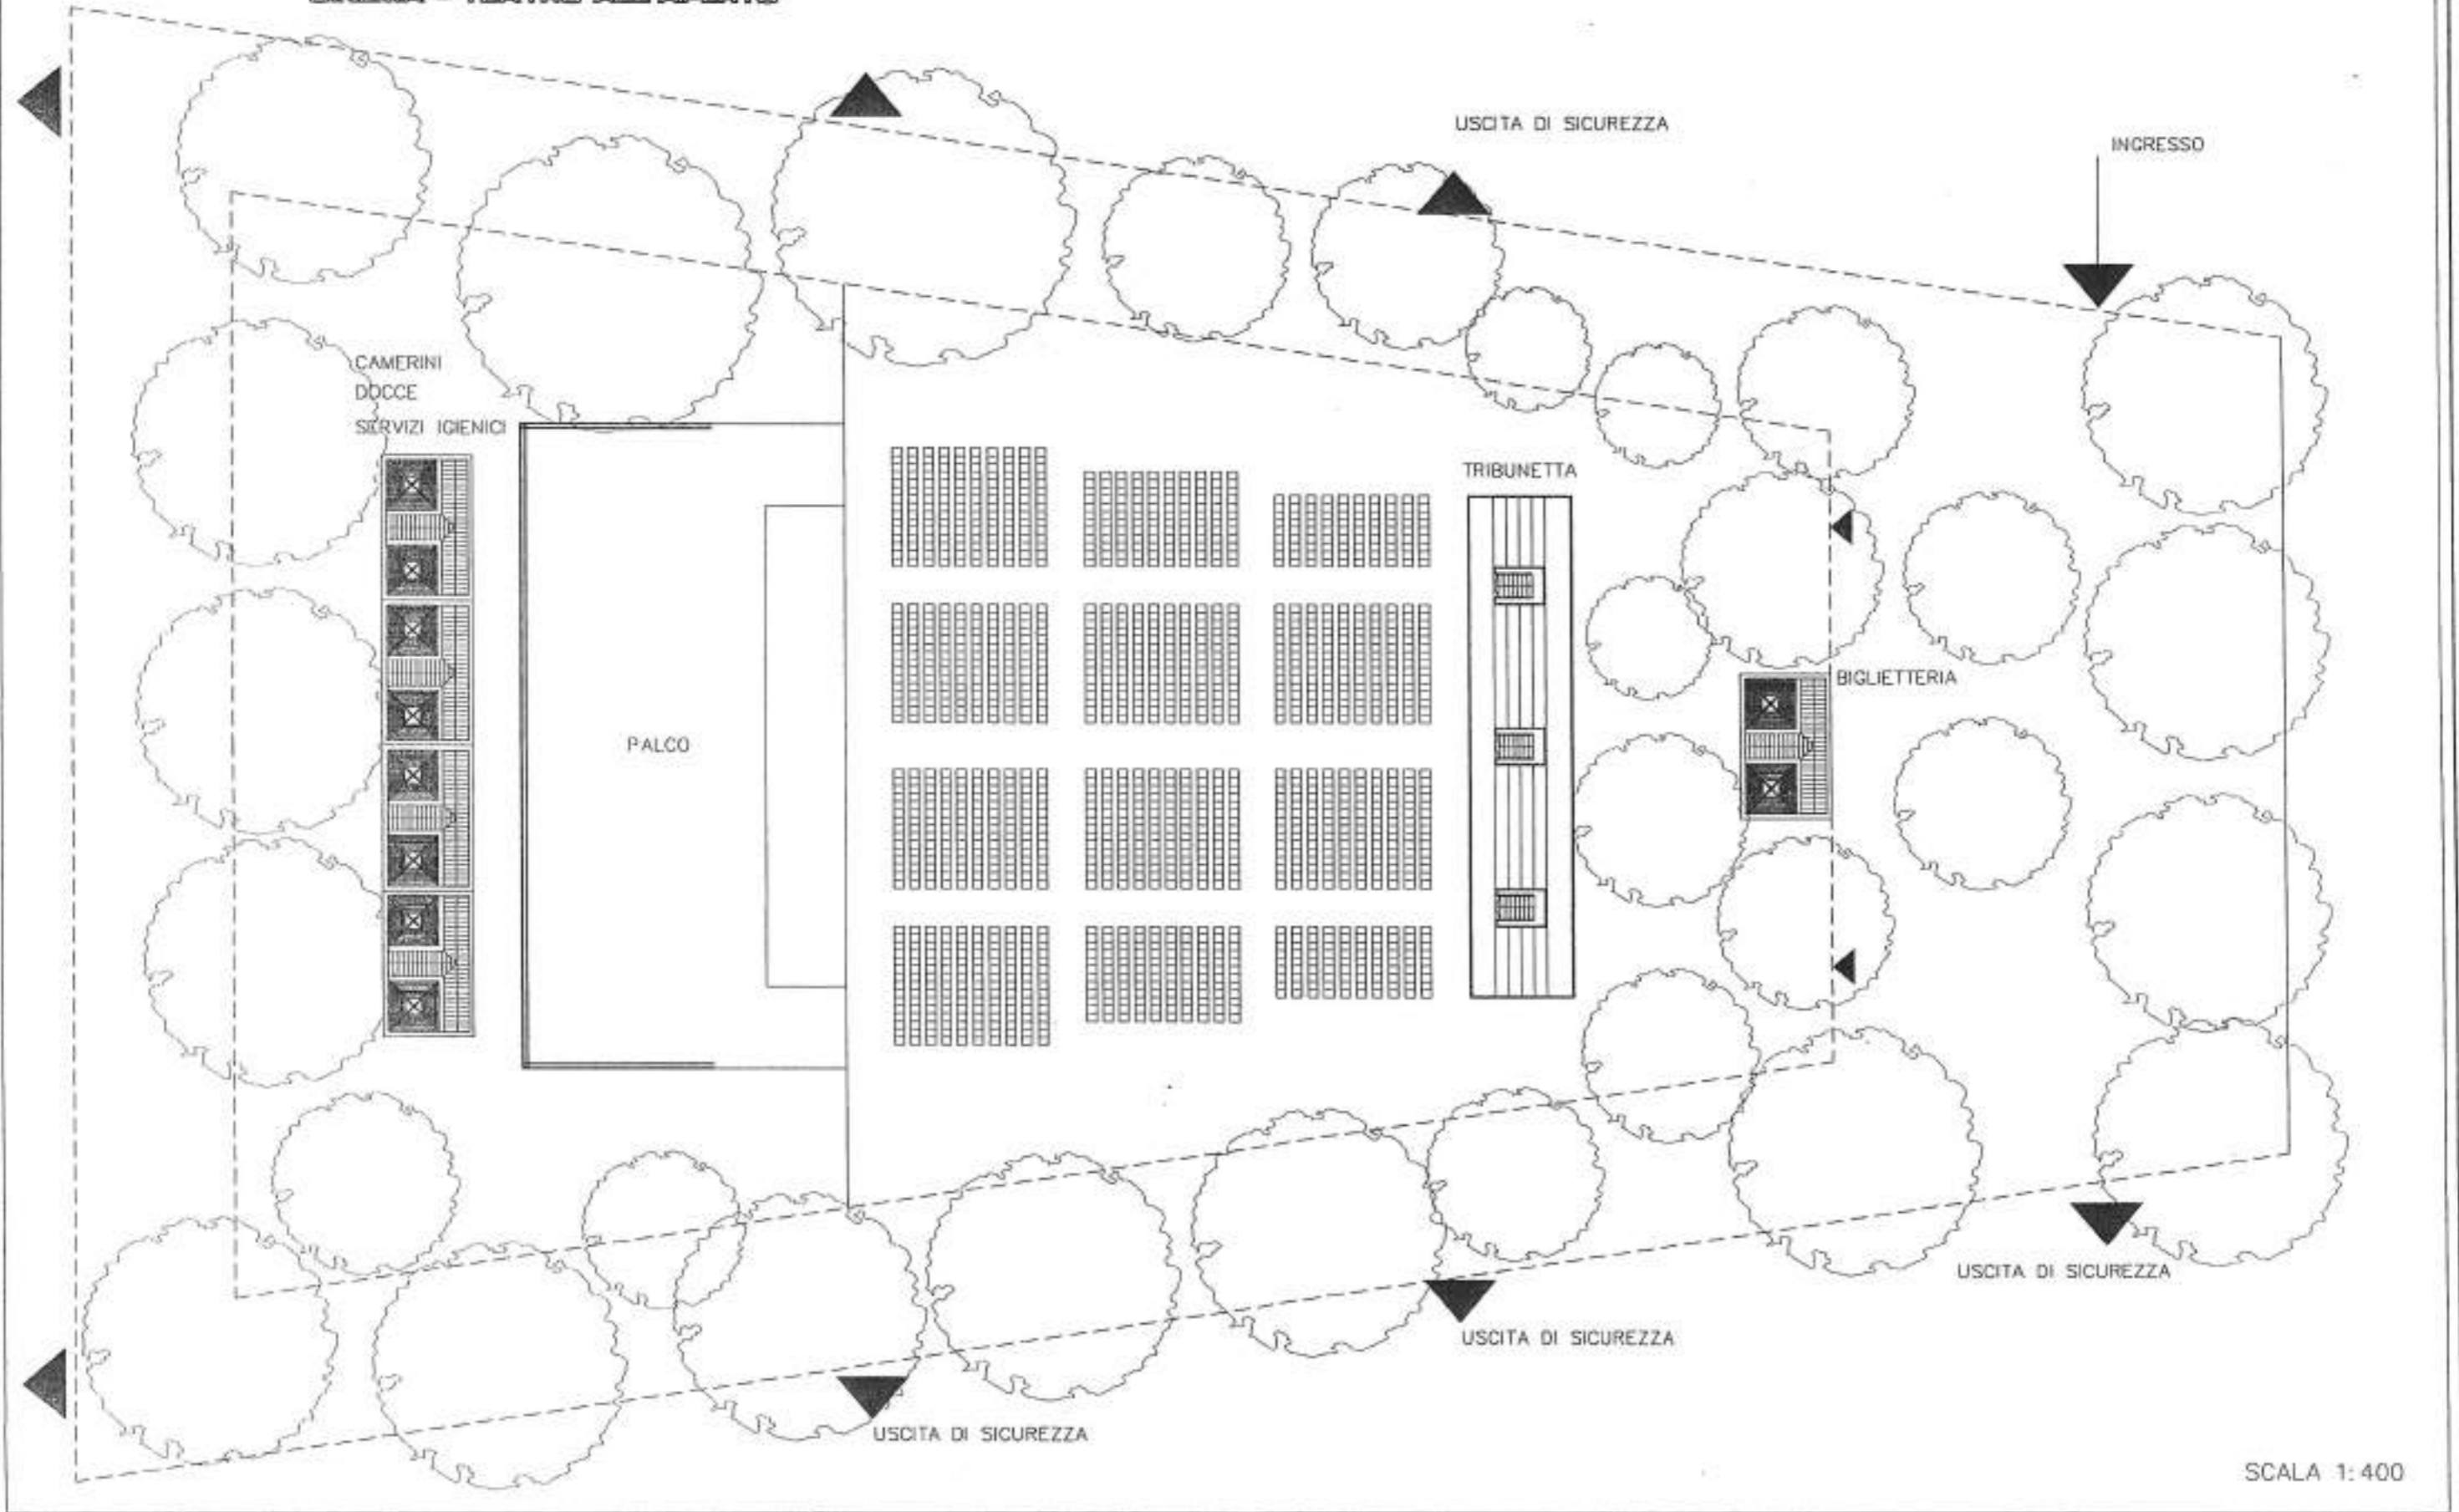 USCITA DI SICUREZZA
INGRESSO
CAMERINI
DOCCE
SERVIZI IGIENICI
TRIBUNETTA
BIGLIETTERIA
PALCO
USCITA DI SICUREZZA
USCITA DI SICUREZZA
USCITA DI SICUREZZA
SCALA 1:400